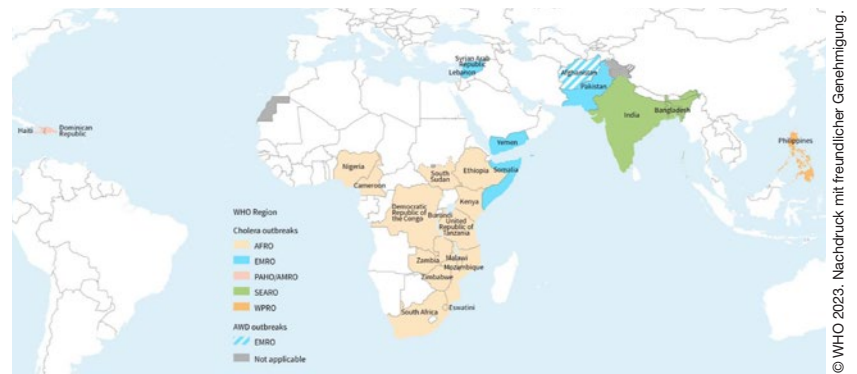 Syrian Arab
Republic
Lebanon
Afghanistan
Pakistan
India
Bangladesh
Haiti
Dominican
Republic
Yemen
Philippines
Nigeria
Cameroon
South
Sudan
Ethiopia
Somalia
Kenya
Democratic
Republic of
the Congo
Burundi
United
Republic of
Tanzania
Zambia
Malawi
Mozambique
Zimbabwe
South Africa
Eswatini
WHO Region
Cholera outbreaks
AFRO
EMRO
PAHO/AMRO
SEARO
WPRO
AWD outbreaks
EMRO
Not applicable
© WHO 2023. Nachdruck mit freundlicher Genehmigung.